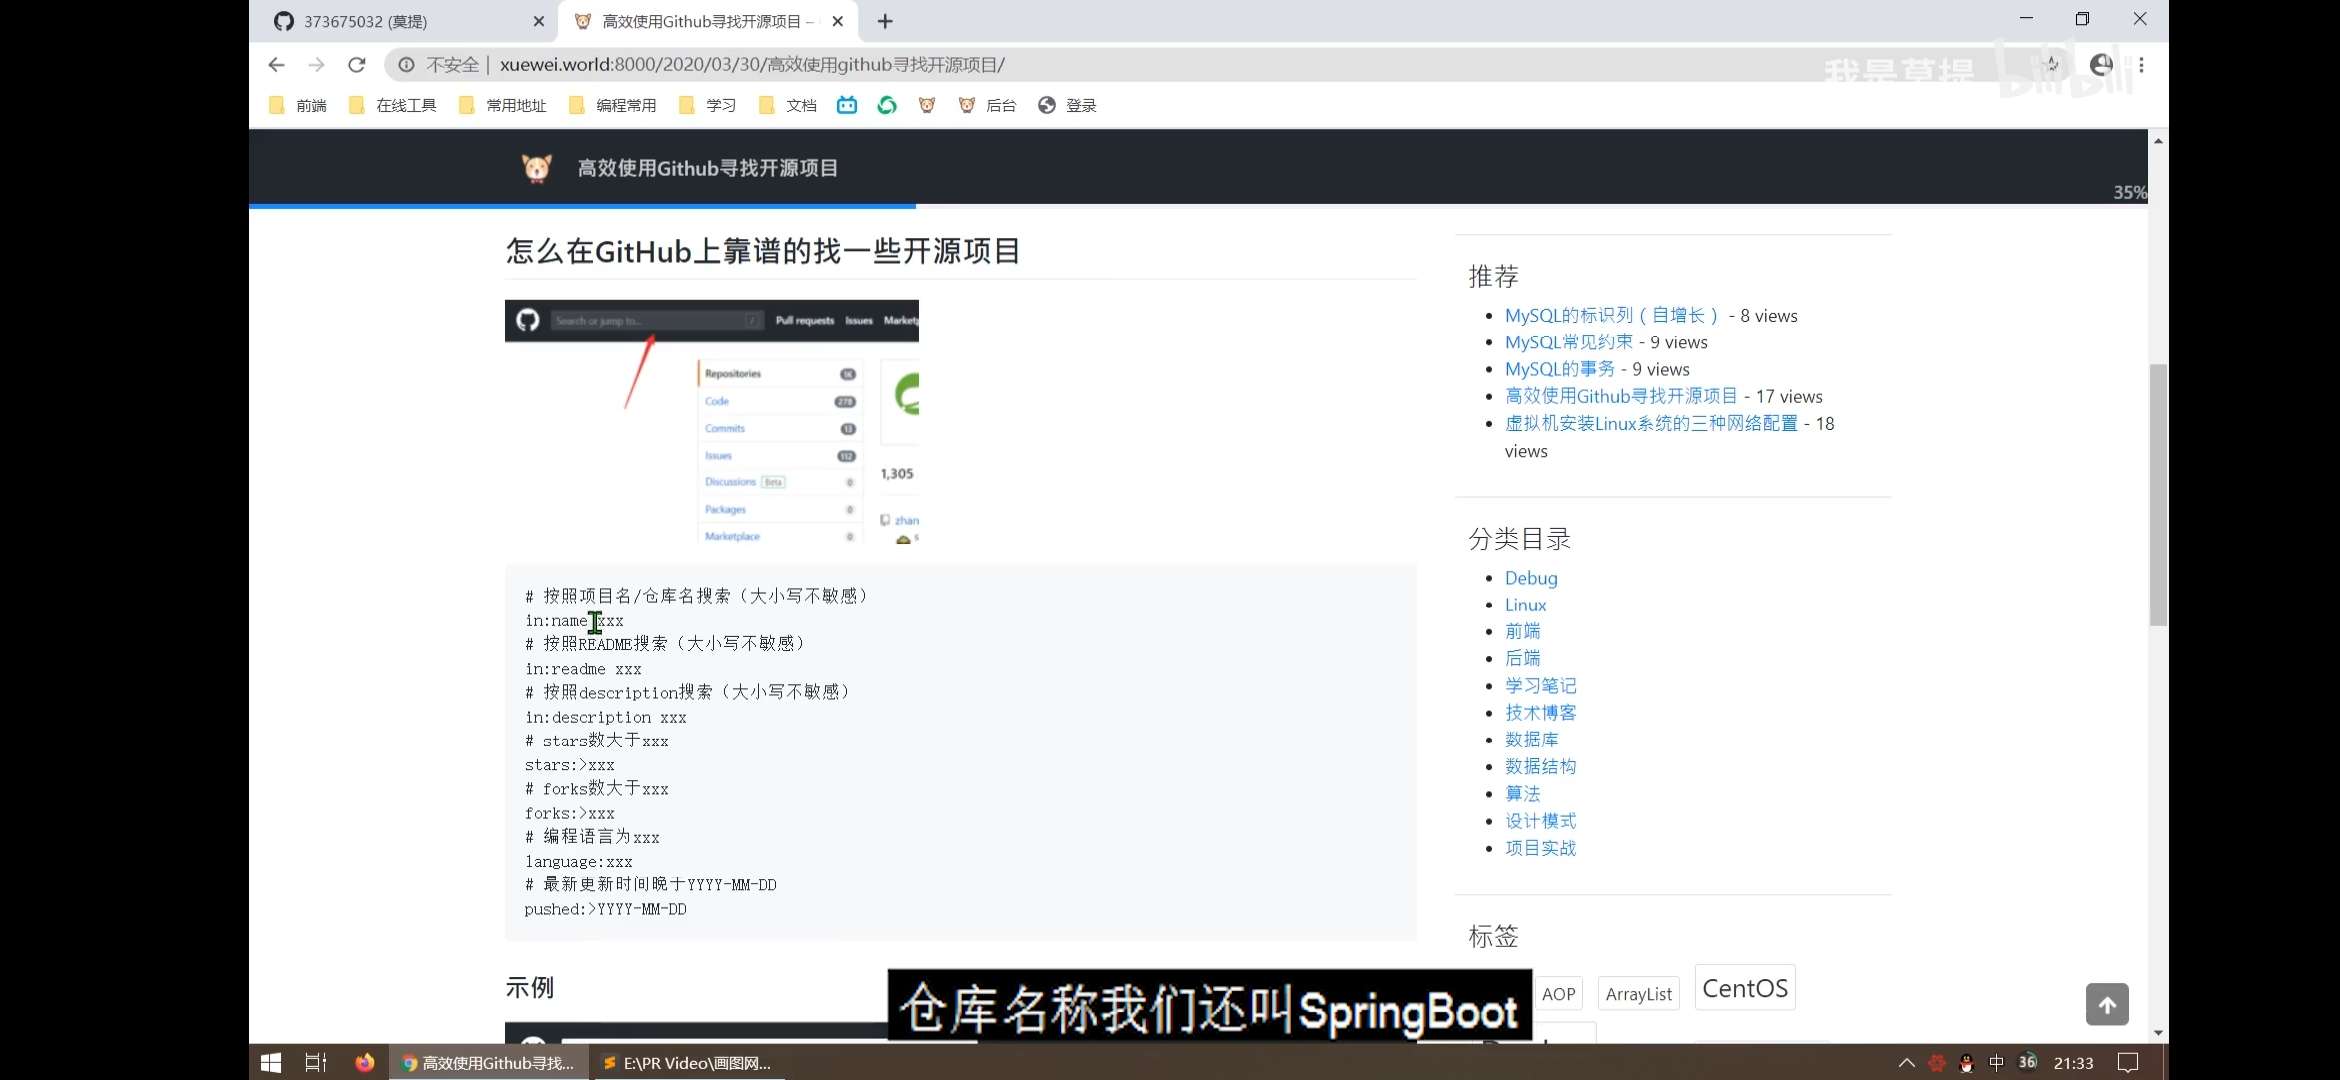 373675032 (莫提)
高效使用Github寻找开源项目 –
不安全 | xuewei.world:8000/2020/03/30/高效使用github寻找开源项目/
我是莫提 bilibili
前端 在线工具 常用地址 编程常用 学习 文档 后台 登录
高效使用Github寻找开源项目
35%
怎么在GitHub上靠谱的找一些开源项目
Search or jump to... / Pull requests Issues Market
Repositories 1K
Code 278
Commits 13
Issues 112
Discussions Beta 0
Packages 0
Marketplace 0
1,305
zhan
s
# 按照项目名/仓库名搜索（大小写不敏感）
in:name xxx
# 按照README搜索（大小写不敏感）
in:readme xxx
# 按照description搜索（大小写不敏感）
in:description xxx
# stars数大于xxx
stars:>xxx
# forks数大于xxx
forks:>xxx
# 编程语言为xxx
language:xxx
# 最新更新时间晚于YYYY-MM-DD
pushed:>YYYY-MM-DD
示例
推荐
MySQL的标识列（自增长） - 8 views
MySQL常见约束 - 9 views
MySQL的事务 - 9 views
高效使用Github寻找开源项目 - 17 views
虚拟机安装Linux系统的三种网络配置 - 18
views
分类目录
Debug
Linux
前端
后端
学习笔记
技术博客
数据库
数据结构
算法
设计模式
项目实战
标签
AOP ArrayList CentOS
仓库名称我们还叫SpringBoot
高效使用Github寻找...
E:\PR Video\画图网...
中 36 21:33